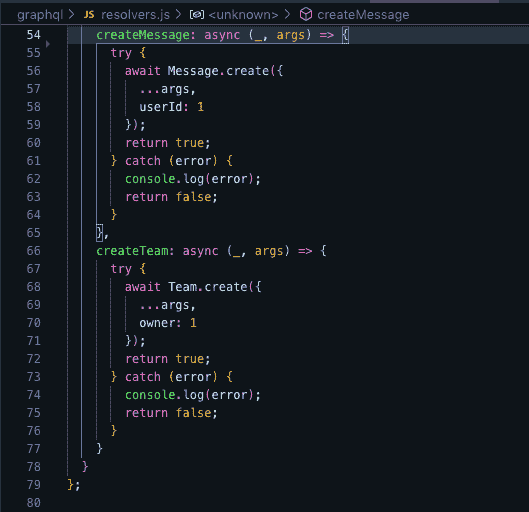 graphql > JS resolvers.js > <unknown> > createMessage
54 createMessage: async (_, args) => {
55 try {
56 await Message.create({
57 ...args,
58 userId: 1
59 });
60 return true;
61 } catch (error) {
62 console.log(error);
63 return false;
64 }
65 },
66 createTeam: async (_, args) => {
67 try {
68 await Team.create({
69 ...args,
70 owner: 1
71 });
72 return true;
73 } catch (error) {
74 console.log(error);
75 return false;
76 }
77 }
78 }
79 };
80